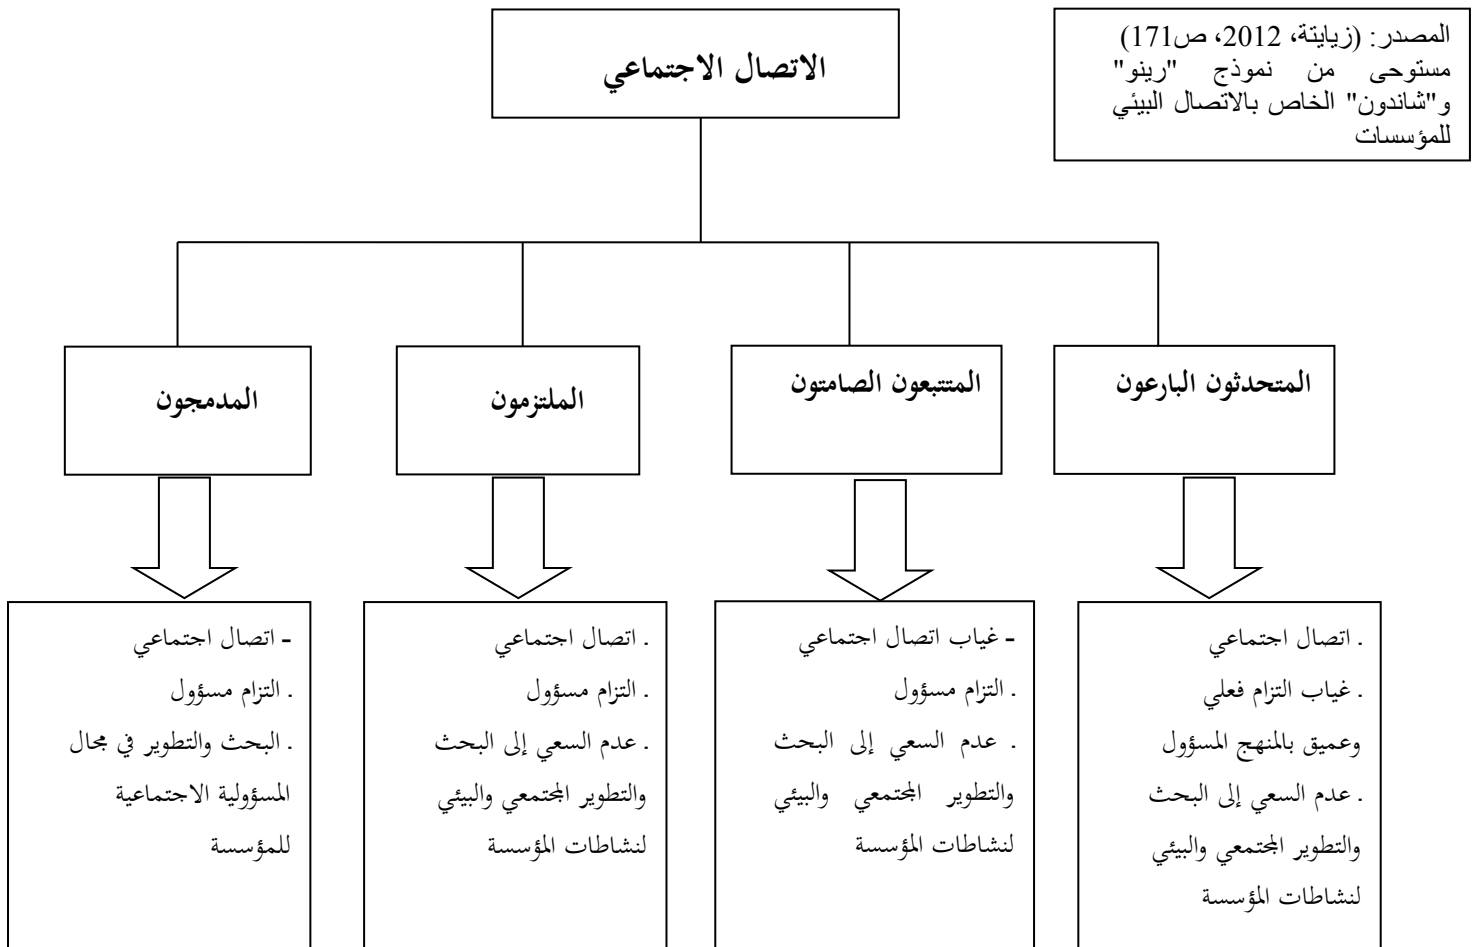 الاتصال الاجتماعي
المصدر: (زيايتة، 2012، ص171)
مستوحى من نموذج "رينو"
و"شاندون" الخاص بالاتصال البيئي
للمؤسسات
المتحدثون البارعون
المتتبعون الصامتون
الملتزمون
المدمجون
. اتصال اجتماعي
. غياب التزام فعلي
وعميق بالمنهج المسؤول
. عدم السعي إلى البحث
والتطوير المجتمعي والبيئي
لنشاطات المؤسسة
- غياب اتصال اجتماعي
. التزام مسؤول
. عدم السعي إلى البحث
والتطوير المجتمعي والبيئي
لنشاطات المؤسسة
. اتصال اجتماعي
. التزام مسؤول
. عدم السعي إلى البحث
والتطوير المجتمعي والبيئي
لنشاطات المؤسسة
- اتصال اجتماعي
. التزام مسؤول
. البحث والتطوير في مجال
المسؤولية الاجتماعية
للمؤسسة